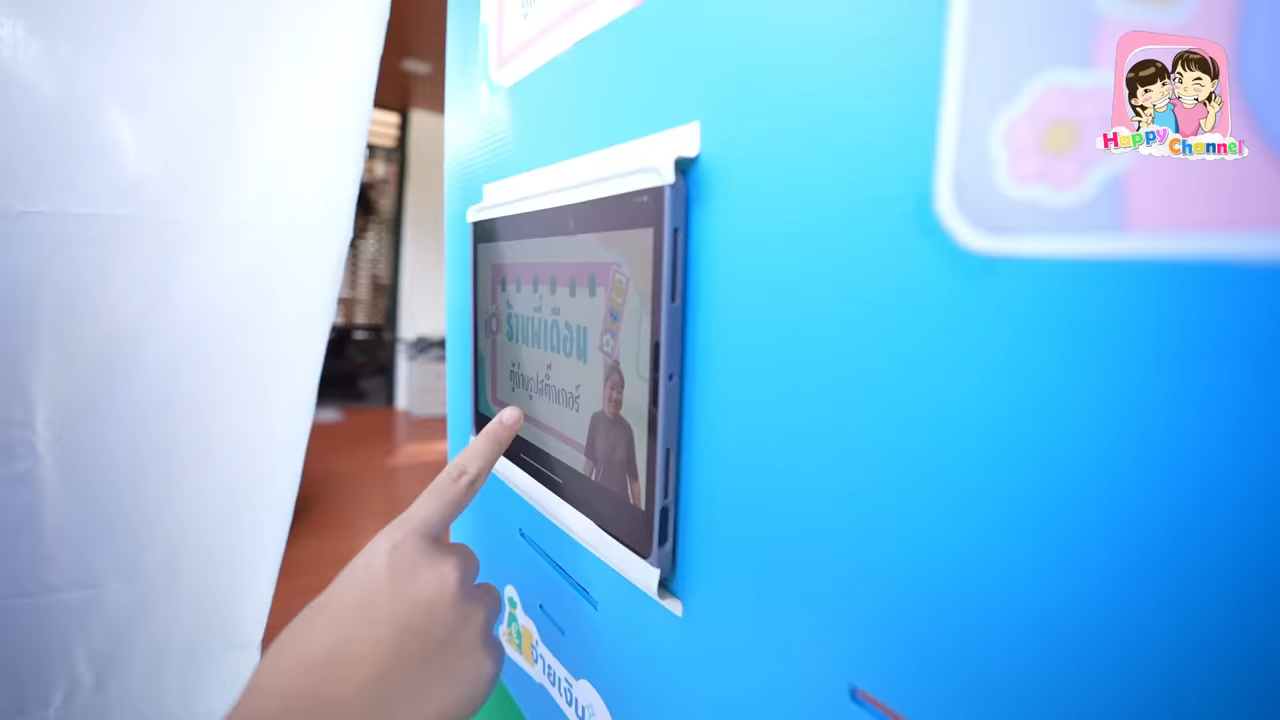 Happy
Channel
ร้านพี่เดือน
ตู้ถ่ายรูปสติ๊กเกอร์
จ่ายเงิน